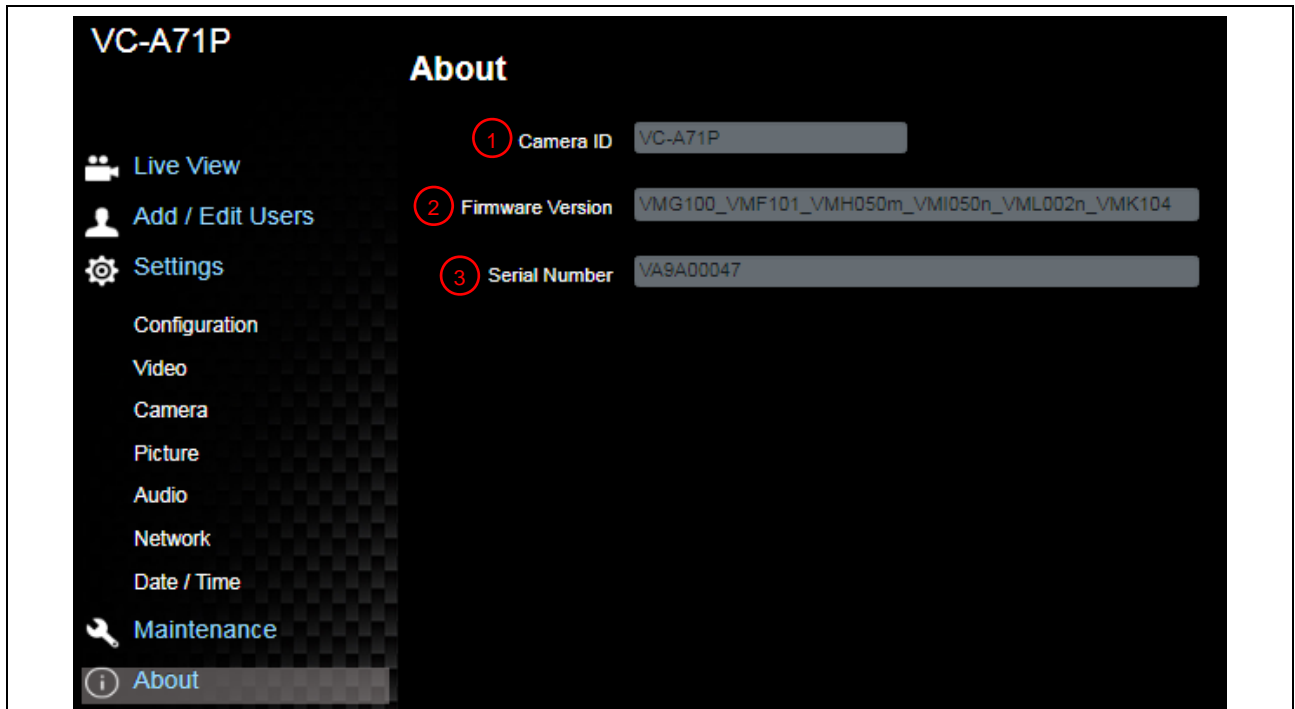 VC-A71P
Live View
Add / Edit Users
Settings
Configuration
Video
Camera
Picture
Audio
Network
Date / Time
Maintenance
About
About
1 Camera ID VC-A71P
2 Firmware Version VMG100_VMF101_VMH050m_VMI050n_VML002n_VMK104
3 Serial Number VA9A00047